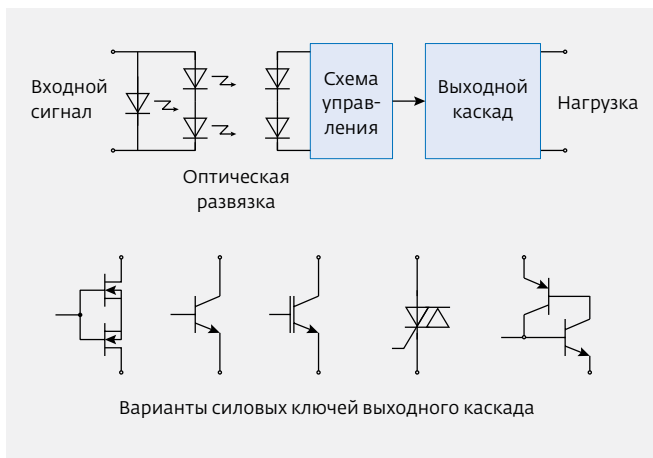 Входной
сигнал
Оптическая
развязка
Схема
управ-
ления
Выходной
каскад
Нагрузка
Варианты силовых ключей выходного каскада